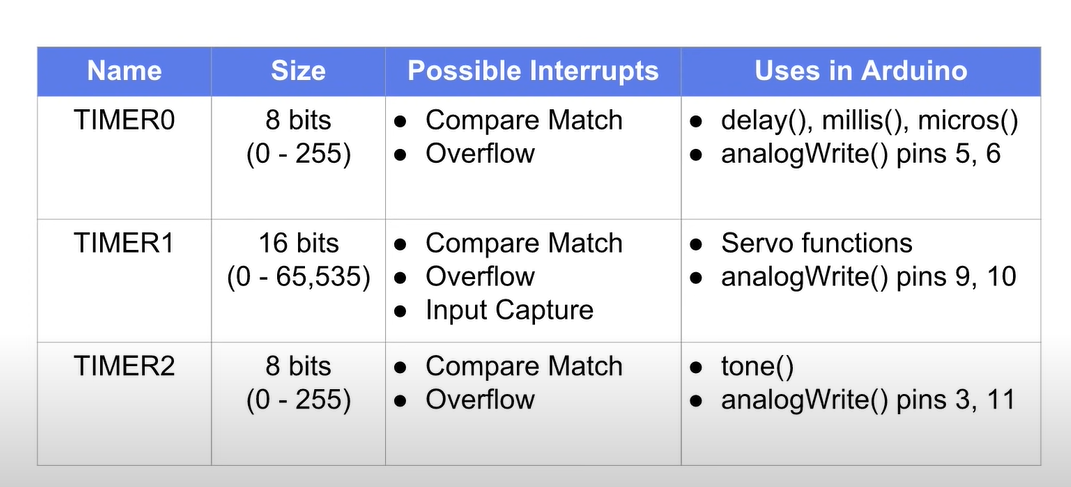 Name Size Possible Interrupts Uses in Arduino
TIMER0 8 bits ● Compare Match ● delay(), millis(), micros()
(0 - 255) ● Overflow ● analogWrite() pins 5, 6
TIMER1 16 bits ● Compare Match ● Servo functions
(0 - 65,535) ● Overflow ● analogWrite() pins 9, 10
● Input Capture
TIMER2 8 bits ● Compare Match ● tone()
(0 - 255) ● Overflow ● analogWrite() pins 3, 11